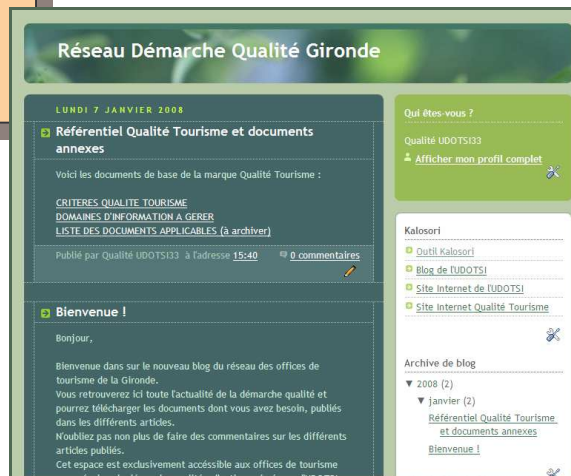 Réseau Démarche Qualité Gironde
LUNDI 7 JANVIER 2008
Référentiel Qualité Tourisme et documents
annexes
Voici les documents de base de la marque Qualité Tourisme :
CRITERES QUALITE TOURISME
DOMAINES D'INFORMATION A GERER
LISTE DES DOCUMENTS APPLICABLES (à archiver)
Publié par Qualité UDOTSI33 à l'adresse 15:40 0 commentaires
Bienvenue !
Bonjour,
Bienvenue dans sur le nouveau blog du réseau des offices de
tourisme de la Gironde.
Vous retrouverez ici toute l'actualité de la démarche qualité et
pourrez télécharger les documents dont vous avez besoin, publiés
dans les différents articles.
N'oubliez pas non plus de faire des commentaires sur les différents
articles publiés.
Cet espace est exclusivement accéssible aux offices de tourisme
Qui êtes-vous ?
Qualité UDOTSI33
Afficher mon profil complet
Kalosori
Outil Kalosori
Blog de l'UDOTSI
Site Internet de l'UDOTSI
Site Internet Qualité Tourisme
Archive de blog
▼ 2008 (2)
▼ janvier (2)
Référentiel Qualité Tourisme
et documents annexes
Bienvenue !